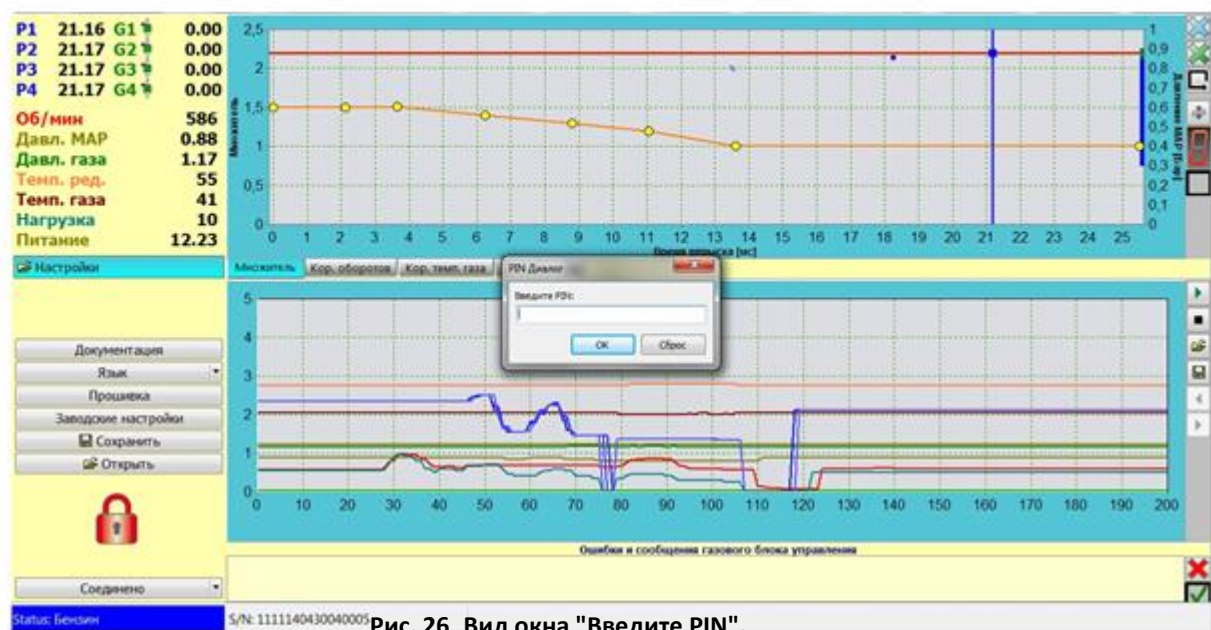 P1 21.16 G1 0.00
P2 21.17 G2 0.00
P3 21.17 G3 0.00
P4 21.17 G4 0.00
Об/мин 586
Давл. MAP 0.88
Давл. газа 1.17
Темп. ред. 55
Темп. газа 41
Нагрузка 10
Питание 12.23
Настройки
Документация
Язык
Прошивка
Заводские настройки
Сохранить
Открыть
Соединено
Status: Бензин
2,5
2
1,5
1
0,5
0
Множитель
0 1 2 3 4 5 6 7 8 9 10 11 12 13 14 15 16 17 18 19 20 21 22 23 24 25
Время впрыска [мс]
1
0,9
0,8
0,7
0,6
0,5
0,4
0,3
0,2
0,1
0
Давление MAP [Бар]
Множитель Кор. оборотов Кор. темп. газа
PIN Диалог
Введите PIN:
OK Сброс
5
4
3
2
1
0
0 10 20 30 40 50 60 70 80 90 100 110 120 130 140 150 160 170 180 190 200
Ошибки и сообщения газового блока управления
S/N: 1111140430040005
Рис. 26. Вид окна "Введите PIN".